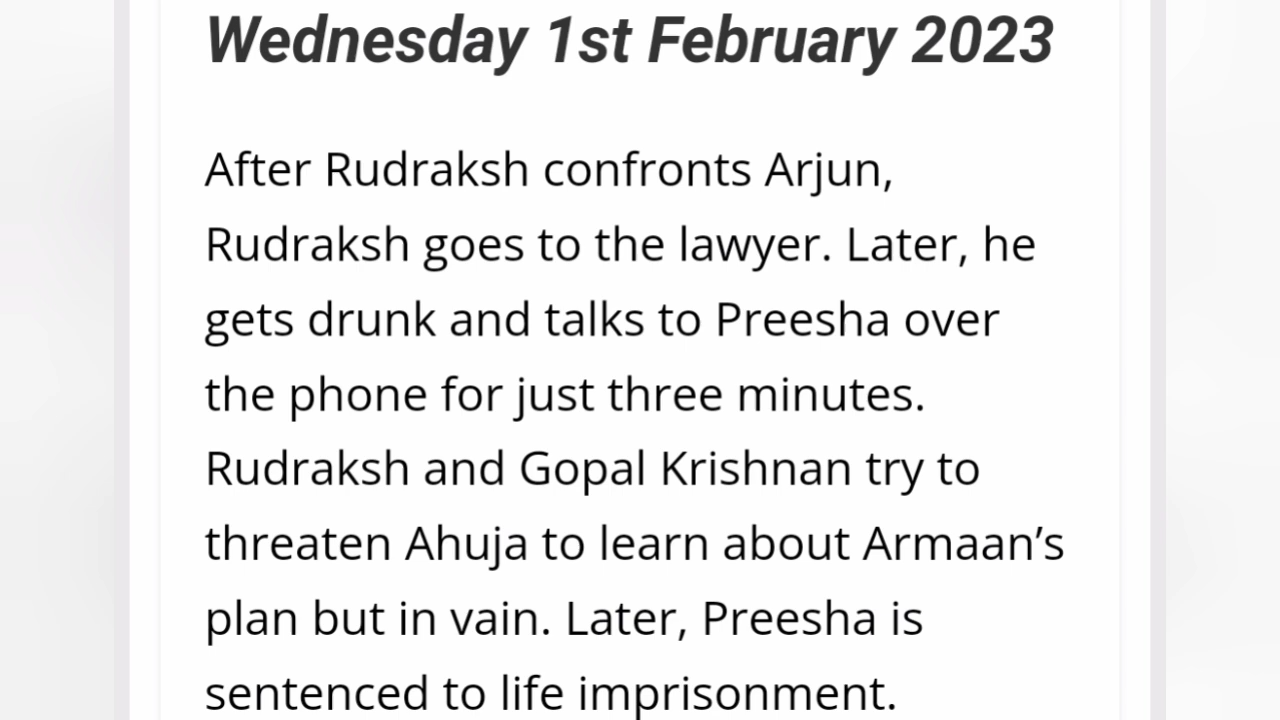 Wednesday 1st February 2023
After Rudraksh confronts Arjun,
Rudraksh goes to the lawyer. Later, he
gets drunk and talks to Preesha over
the phone for just three minutes.
Rudraksh and Gopal Krishnan try to
threaten Ahuja to learn about Armaan’s
plan but in vain. Later, Preesha is
sentenced to life imprisonment.